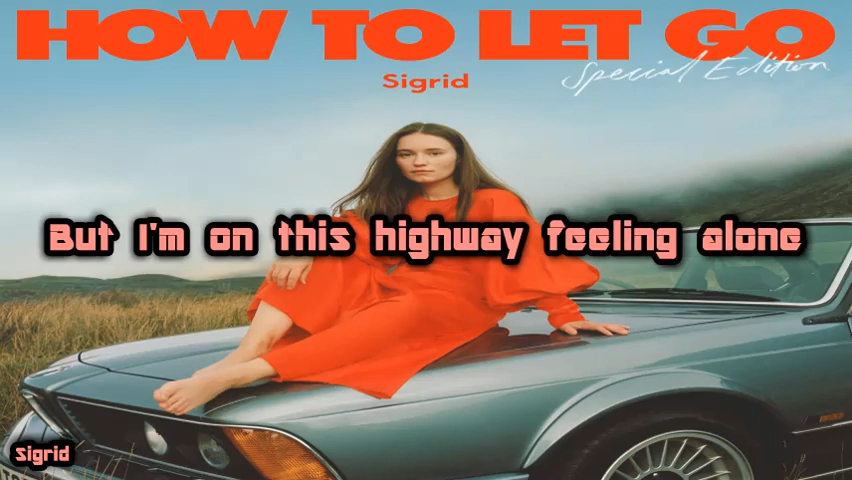 HOW TO LET GO
Sigrid
Special Edition
But I'm on this highway feeling alone
Sigrid